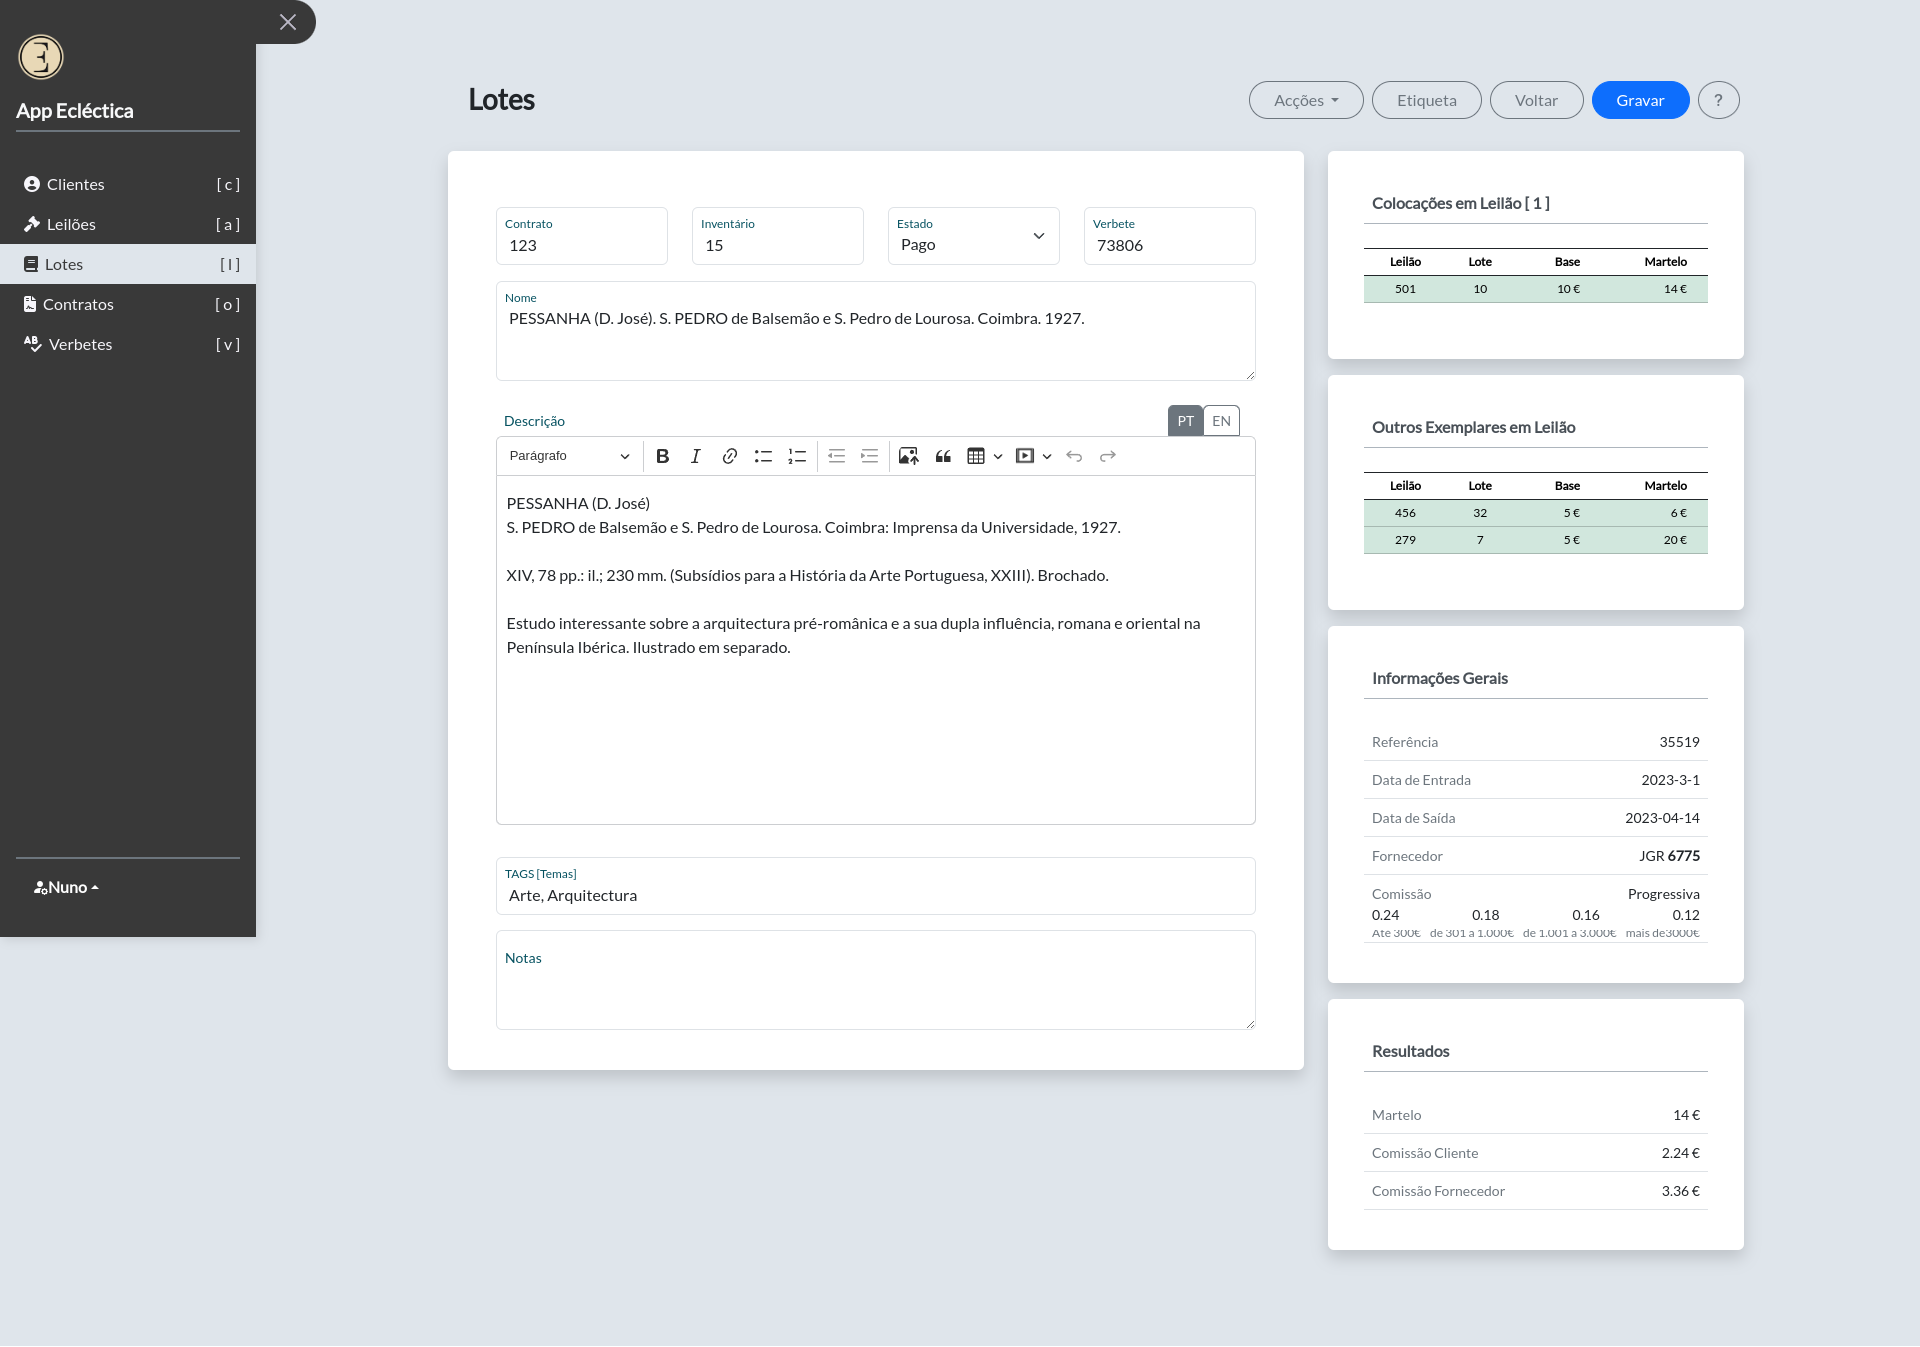 App Ecléctica
Clientes [ c ]
Leilões [ a ]
Lotes [ l ]
Contratos [ o ]
Verbetes [ v ]
Nuno
Lotes
Acções Etiqueta Voltar Gravar ?
Contrato Inventário Estado Verbete
123 15 Pago 73806
Nome
PESSANHA (D. José). S. PEDRO de Balsemão e S. Pedro de Lourosa. Coimbra. 1927.
Descrição PT EN
Parágrafo
PESSANHA (D. José)
S. PEDRO de Balsemão e S. Pedro de Lourosa. Coimbra: Imprensa da Universidade, 1927.
XIV, 78 pp.: il.; 230 mm. (Subsídios para a História da Arte Portuguesa, XXIII). Brochado.
Estudo interessante sobre a arquitectura pré-românica e a sua dupla influência, romana e oriental na
Península Ibérica. Ilustrado em separado.
TAGS [Temas]
Arte, Arquitectura
Notas
Colocações em Leilão [ 1 ]
Leilão Lote Base Martelo
501 10 10 € 14 €
Outros Exemplares em Leilão
Leilão Lote Base Martelo
456 32 5 € 6 €
279 7 5 € 20 €
Informações Gerais
Referência 35519
Data de Entrada 2023-3-1
Data de Saída 2023-04-14
Fornecedor JGR 6775
Comissão Progressiva
0.24 0.18 0.16 0.12
Até 300€ de 301 a 1.000€ de 1.001 a 3.000€ mais de3000€
Resultados
Martelo 14 €
Comissão Cliente 2.24 €
Comissão Fornecedor 3.36 €